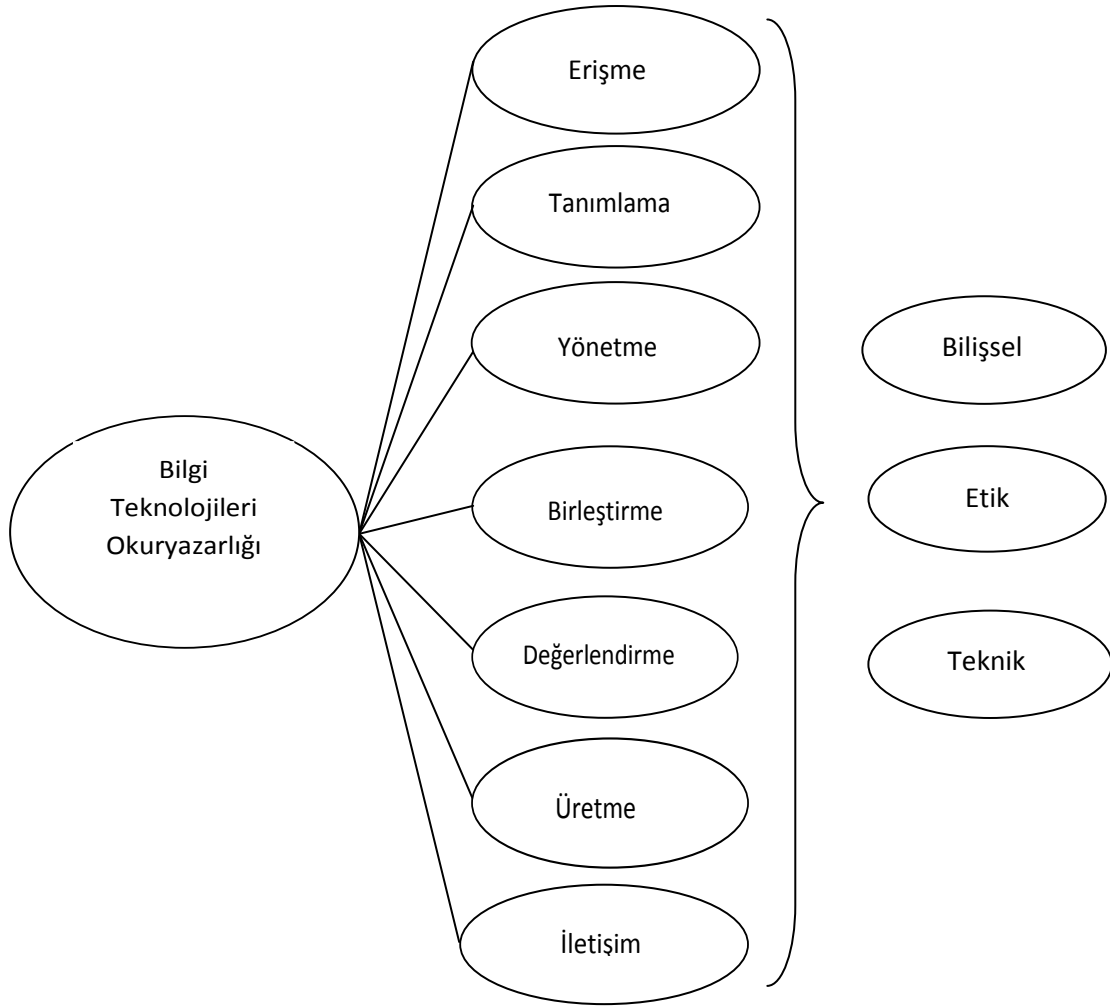 Bilgi
Teknolojileri
Okuryazarlığı
Erişme
Tanımlama
Yönetme
Birleştirme
Değerlendirme
Üretme
İletişim
Bilişsel
Etik
Teknik